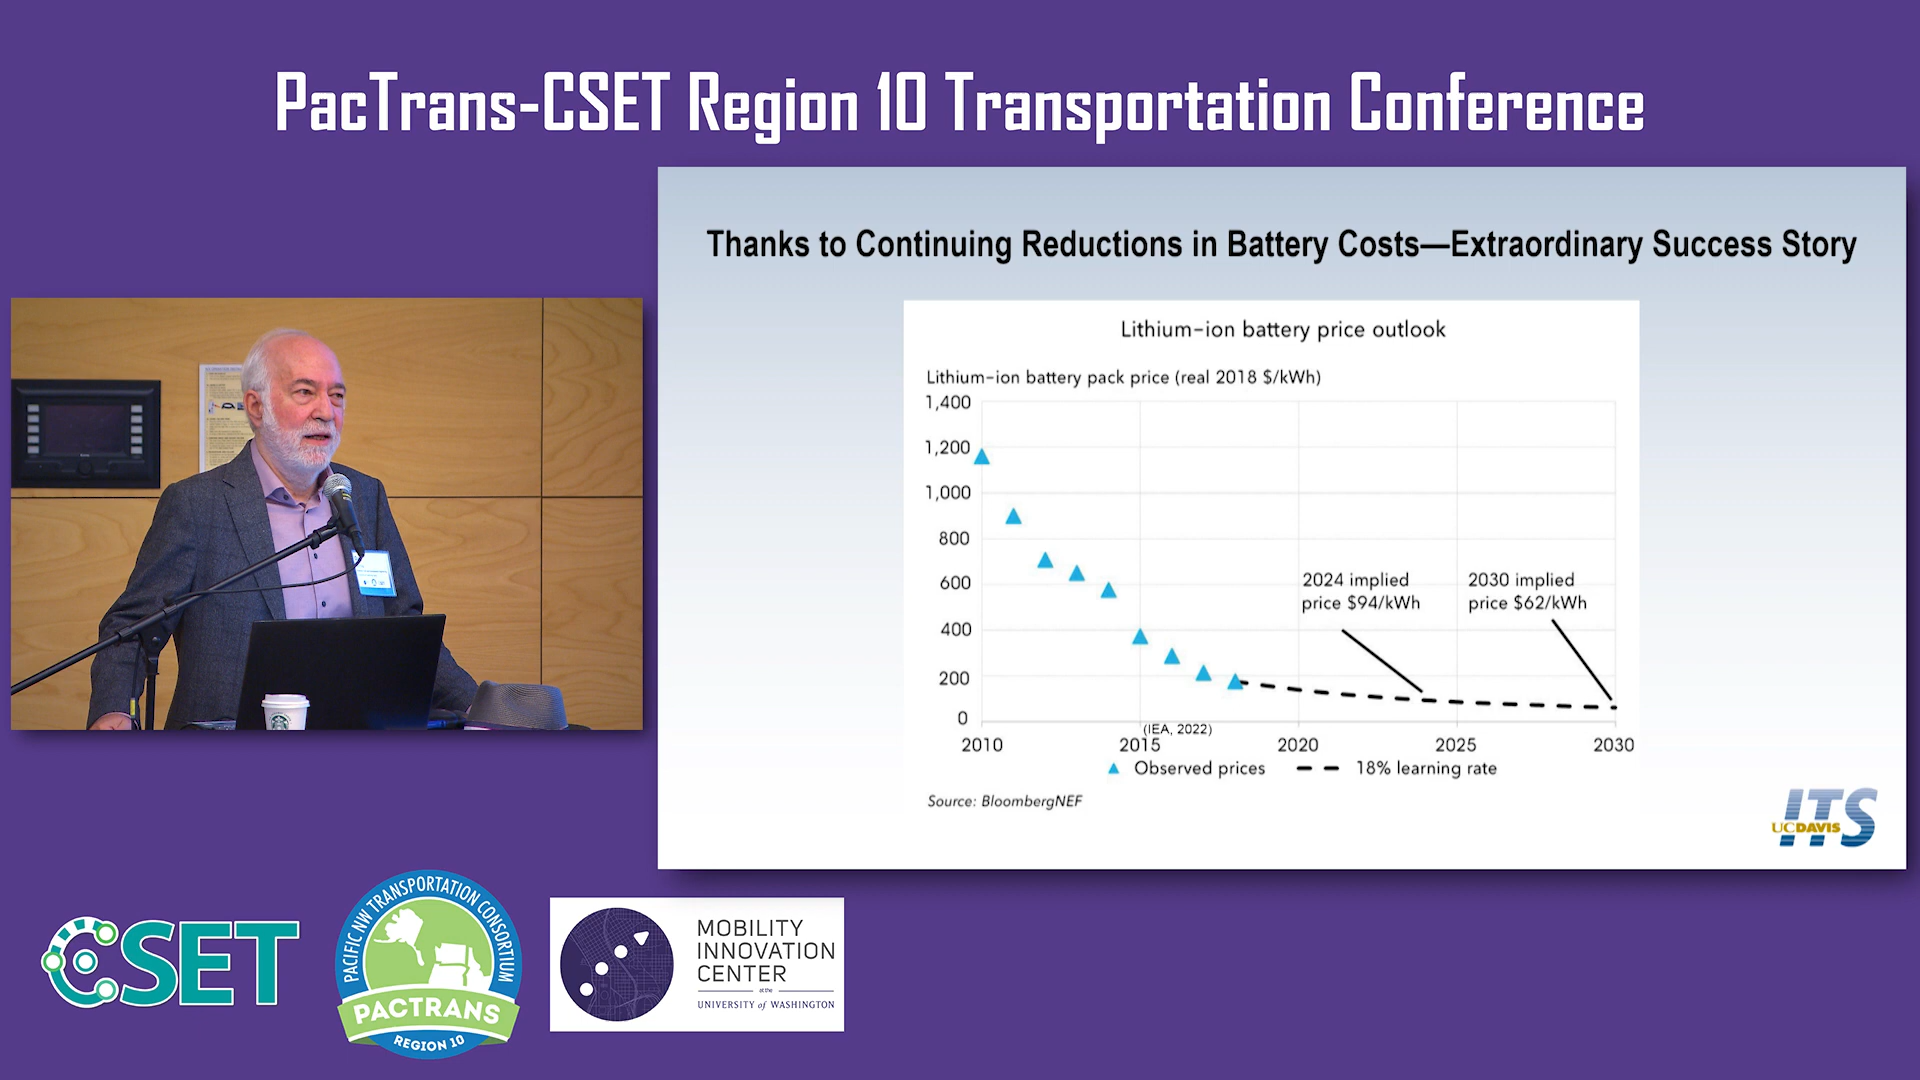 PacTrans-CSET Region 10 Transportation Conference
Thanks to Continuing Reductions in Battery Costs—Extraordinary Success Story
Lithium-ion battery price outlook
Lithium-ion battery pack price (real 2018 $/kWh)
1,400
1,200
1,000
800
600
400
200
0
2024 implied
price $94/kWh
2030 implied
price $62/kWh
(IEA, 2022)
2010 2015 2020 2025 2030
Observed prices 18% learning rate
Source: BloombergNEF
ITS
UCDAVIS
CSET
PACIFIC NW TRANSPORTATION CONSORTIUM
PACTRANS
REGION 10
MOBILITY
INNOVATION
CENTER
at the
UNIVERSITY of WASHINGTON